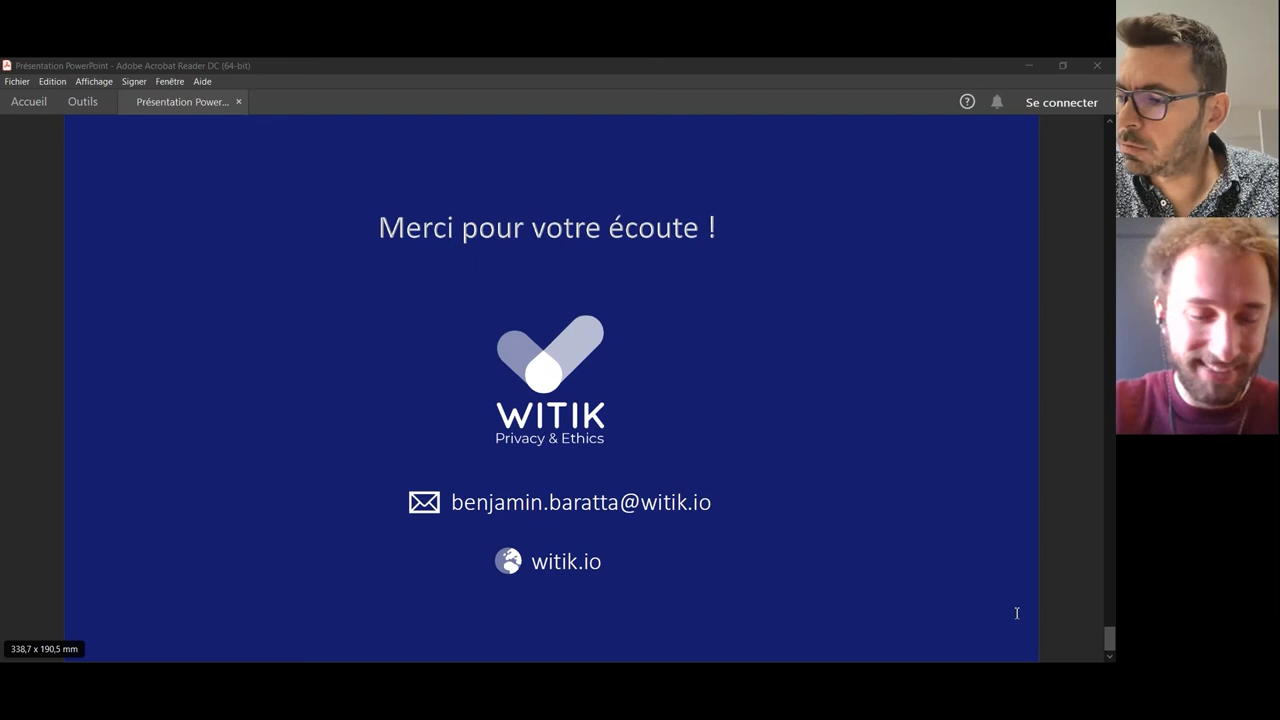 Présentation PowerPoint - Adobe Acrobat Reader DC (64-bit)
Fichier Edition Affichage Signer Fenêtre Aide
Accueil Outils Présentation Power... × ? Se connecter
Merci pour votre écoute !
WITIK
Privacy & Ethics
benjamin.baratta@witik.io
witik.io
338,7 x 190,5 mm